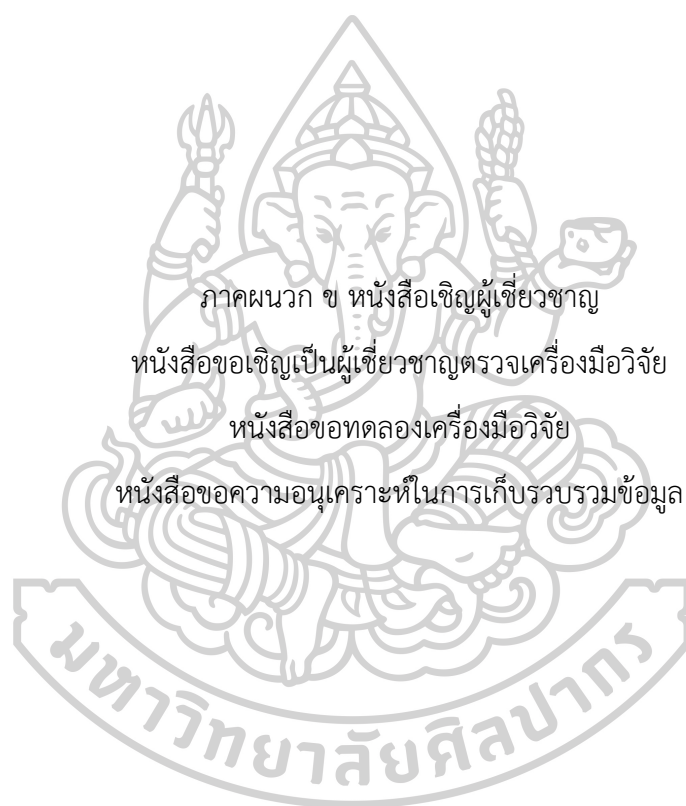 ภาคผนวก ข หนังสือเชิญผู้เชี่ยวชาญ
หนังสือขอเชิญเป็นผู้เชี่ยวชาญตรวจเครื่องมือวิจัย
หนังสือขอทดลองเครื่องมือวิจัย
หนังสือขอความอนุเคราะห์ในการเก็บรวบรวมข้อมูล
มหาวิทยาลัยศิลปากร